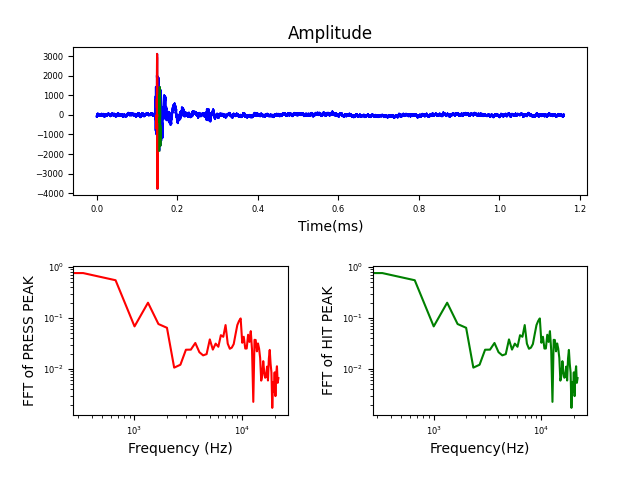 Amplitude
3000
2000
1000
0
−1000
−2000
−3000
−4000
0.0 0.2 0.4 0.6 0.8 1.0 1.2
Time(ms)
FFT of PRESS PEAK
10⁰
10⁻¹
10⁻²
10³ 10⁴
Frequency (Hz)
FFT of HIT PEAK
10⁰
10⁻¹
10⁻²
10³ 10⁴
Frequency(Hz)